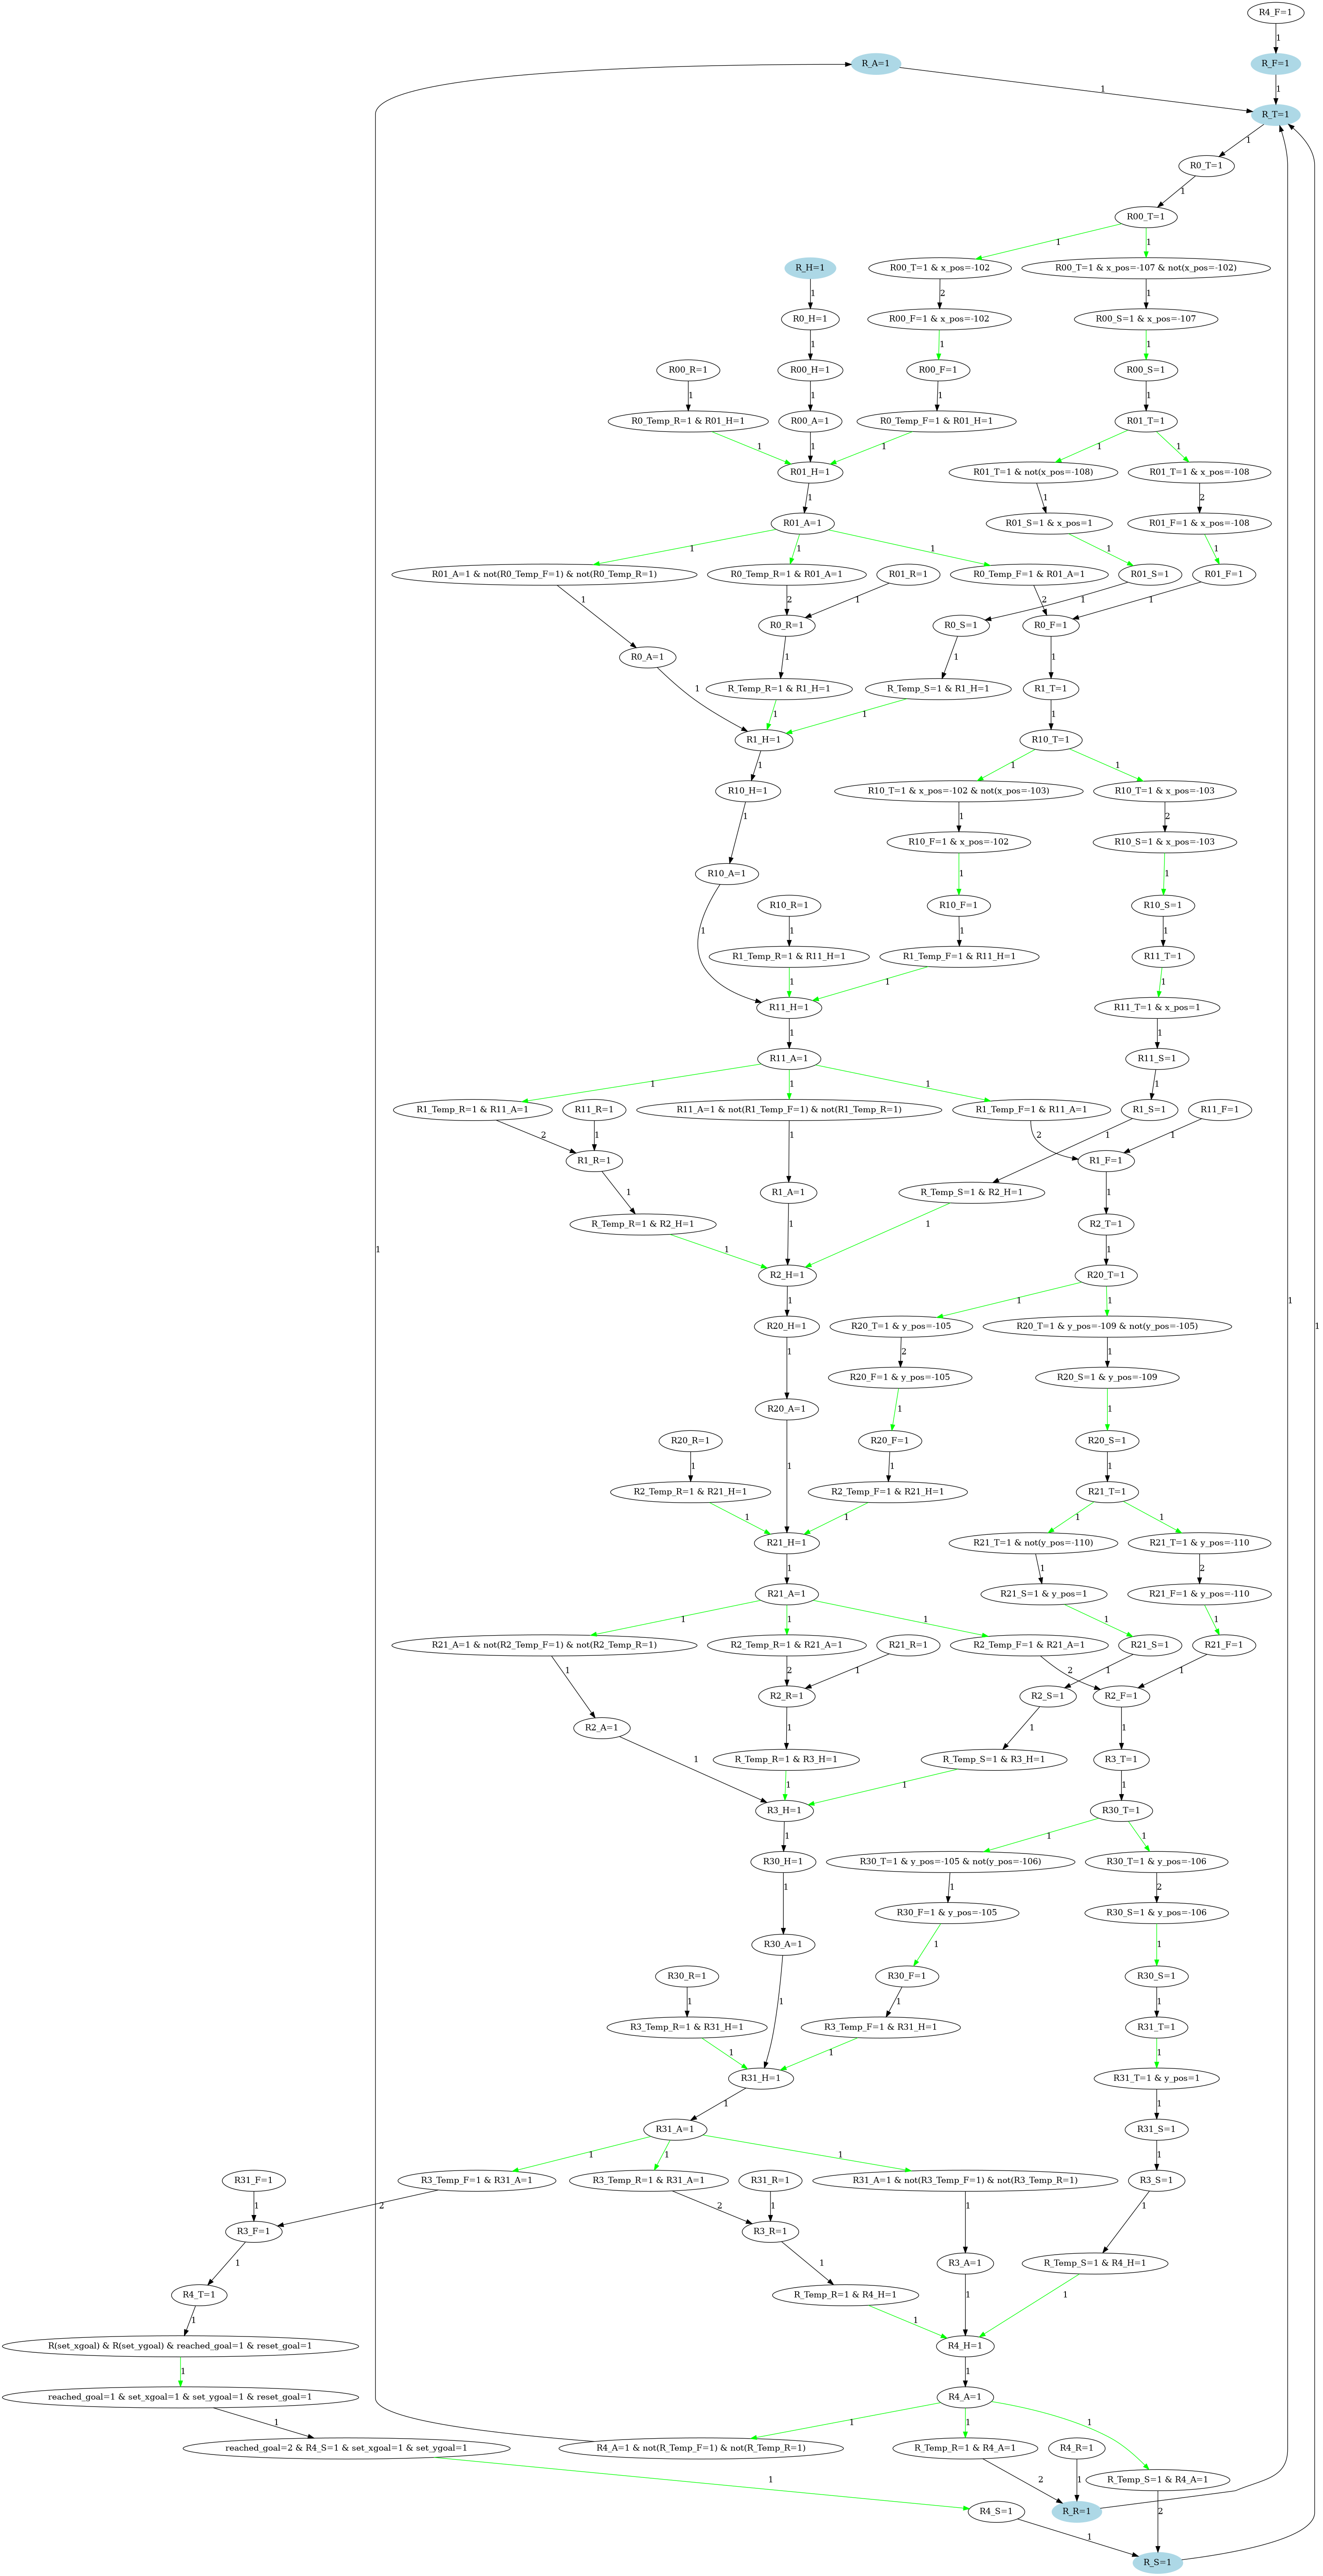 R4_F=1
1
R_A=1
R_F=1
1
1
R_T=1
1
R0_T=1
1
R00_T=1
1
1
R_H=1
R00_T=1 & x_pos=-102
R00_T=1 & x_pos=-107 & not(x_pos=-102)
1
2
1
R0_H=1
R00_F=1 & x_pos=-102
R00_S=1 & x_pos=-107
1
1
1
R00_R=1
R00_H=1
R00_F=1
R00_S=1
1
1
1
1
R0_Temp_R=1 & R01_H=1
R00_A=1
R0_Temp_F=1 & R01_H=1
R01_T=1
1
1
1
1
1
R01_H=1
R01_T=1 & not(x_pos=-108)
R01_T=1 & x_pos=-108
1
1
2
R01_A=1
R01_S=1 & x_pos=1
R01_F=1 & x_pos=-108
1
1
1
1
1
R01_A=1 & not(R0_Temp_F=1) & not(R0_Temp_R=1)
R0_Temp_R=1 & R01_A=1
R01_R=1
R0_Temp_F=1 & R01_A=1
R01_S=1
R01_F=1
1
2
1
2
1
1
R0_R=1
R0_S=1
R0_F=1
R0_A=1
1
1
1
1
R_Temp_R=1 & R1_H=1
R_Temp_S=1 & R1_H=1
R1_T=1
1
1
1
R1_H=1
R10_T=1
1
1
1
R10_H=1
R10_T=1 & x_pos=-102 & not(x_pos=-103)
R10_T=1 & x_pos=-103
1
1
2
R10_F=1 & x_pos=-102
R10_S=1 & x_pos=-103
R10_A=1
1
1
R10_R=1
R10_F=1
R10_S=1
1
1
1
1
R1_Temp_R=1 & R11_H=1
R1_Temp_F=1 & R11_H=1
R11_T=1
1
1
1
R11_H=1
R11_T=1 & x_pos=1
1
1
R11_A=1
R11_S=1
1
1
1
1
R1_Temp_R=1 & R11_A=1
R11_R=1
R11_A=1 & not(R1_Temp_F=1) & not(R1_Temp_R=1)
R1_Temp_F=1 & R11_A=1
R1_S=1
R11_F=1
2
1
1
2
1
1
R1_R=1
R1_F=1
1
R1_A=1
R_Temp_S=1 & R2_H=1
1
R_Temp_R=1 & R2_H=1
1
1
R2_T=1
1
1
1
R2_H=1
R20_T=1
1
1
1
1
1
R20_H=1
R20_T=1 & y_pos=-105
R20_T=1 & y_pos=-109 & not(y_pos=-105)
1
1
2
1
R20_F=1 & y_pos=-105
R20_S=1 & y_pos=-109
R20_A=1
1
1
R20_R=1
R20_F=1
R20_S=1
1
1
1
1
R2_Temp_R=1 & R21_H=1
R2_Temp_F=1 & R21_H=1
R21_T=1
1
1
1
1
R21_H=1
R21_T=1 & not(y_pos=-110)
R21_T=1 & y_pos=-110
1
1
2
R21_A=1
R21_S=1 & y_pos=1
R21_F=1 & y_pos=-110
1
1
1
1
1
R21_A=1 & not(R2_Temp_F=1) & not(R2_Temp_R=1)
R2_Temp_R=1 & R21_A=1
R21_R=1
R2_Temp_F=1 & R21_A=1
R21_S=1
R21_F=1
1
2
1
2
1
1
R2_R=1
R2_S=1
R2_F=1
R2_A=1
1
1
1
1
R_Temp_R=1 & R3_H=1
R_Temp_S=1 & R3_H=1
R3_T=1
1
1
1
R3_H=1
R30_T=1
1
1
1
R30_H=1
R30_T=1 & y_pos=-105 & not(y_pos=-106)
R30_T=1 & y_pos=-106
1
1
2
R30_F=1 & y_pos=-105
R30_S=1 & y_pos=-106
R30_A=1
1
1
R30_R=1
R30_F=1
R30_S=1
1
1
1
1
R3_Temp_R=1 & R31_H=1
R3_Temp_F=1 & R31_H=1
R31_T=1
1
1
1
R31_H=1
R31_T=1 & y_pos=1
1
1
R31_A=1
R31_S=1
1
1
1
1
R31_F=1
R3_Temp_F=1 & R31_A=1
R3_Temp_R=1 & R31_A=1
R31_R=1
R31_A=1 & not(R3_Temp_F=1) & not(R3_Temp_R=1)
R3_S=1
1
2
2
1
1
1
R3_F=1
R3_R=1
1
1
R3_A=1
R_Temp_S=1 & R4_H=1
R4_T=1
R_Temp_R=1 & R4_H=1
1
1
1
1
R(set_xgoal) & R(set_ygoal) & reached_goal=1 & reset_goal=1
R4_H=1
1
1
reached_goal=1 & set_xgoal=1 & set_ygoal=1 & reset_goal=1
R4_A=1
1
1
1
1
reached_goal=2 & R4_S=1 & set_xgoal=1 & set_ygoal=1
R4_A=1 & not(R_Temp_F=1) & not(R_Temp_R=1)
R_Temp_R=1 & R4_A=1
R4_R=1
1
2
1
R_Temp_S=1 & R4_A=1
R4_S=1
R_R=1
2
1
R_S=1